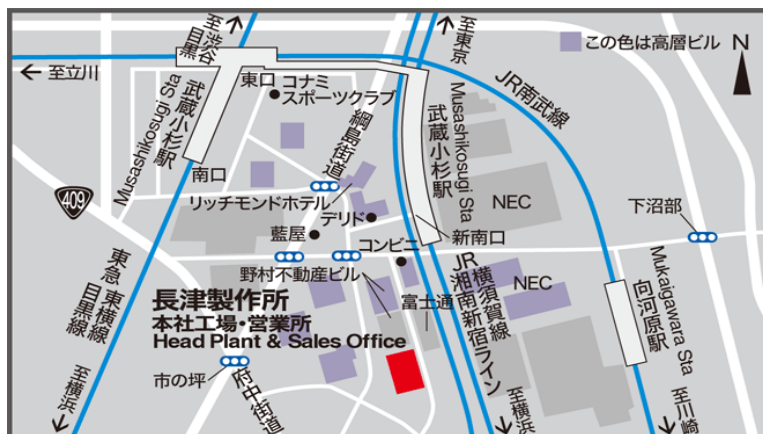 至渋谷
目黒
至東京
この色は高層ビル
N
至立川
東口
コナミ
スポーツクラブ
JR南武線
Musashikosugi Sta
武蔵小杉駅
綱島街道
武蔵小杉駅
Musashikosugi Sta
南口
409
リッチモンドホテル
NEC
デリド
下沼部
藍屋
新南口
コンビニ
東急 東横線
目黒線
野村不動産ビル
NEC
長津製作所
本社工場・営業所
Head Plant & Sales Office
富士通
JR 横須賀線
湘南新宿ライン
向河原駅
Mukaigawara Sta
市の坪
府中街道
至横浜
至横浜
至川崎